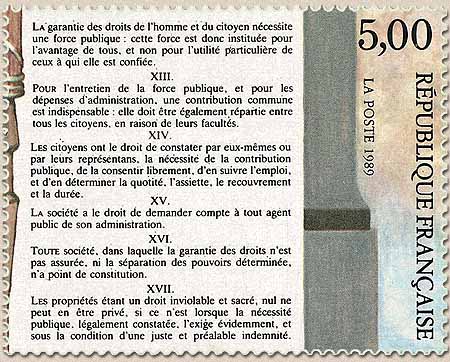 La garantie des droits de l'homme et du citoyen nécessite
une force publique : cette force est donc instituée pour
l'avantage de tous, et non pour l'utilité particulière de
ceux à qui elle est confiée.
XIII.
Pour l'entretien de la force publique, et pour les
dépenses d'administration, une contribution commune
est indispensable : elle doit être également répartie entre
tous les citoyens, en raison de leurs facultés.
XIV.
Les citoyens ont le droit de constater par eux-mêmes ou
par leurs représentans, la nécessité de la contribution
publique, de la consentir librement, d'en suivre l'emploi,
et d'en déterminer la quotité, l'assiette, le recouvrement
et la durée.
XV.
La société a le droit de demander compte à tout agent
public de son administration.
XVI.
Toute société, dans laquelle la garantie des droits n'est
pas assurée, ni la séparation des pouvoirs déterminée,
n'a point de constitution.
XVII.
Les propriétés étant un droit inviolable et sacré, nul ne
peut en être privé, si ce n'est lorsque la nécessité
publique, légalement constatée, l'exige évidemment, et
sous la condition d'une juste et préalable indemnité.
5,00
LA POSTE 1989
RÉPUBLIQUE FRANÇAISE